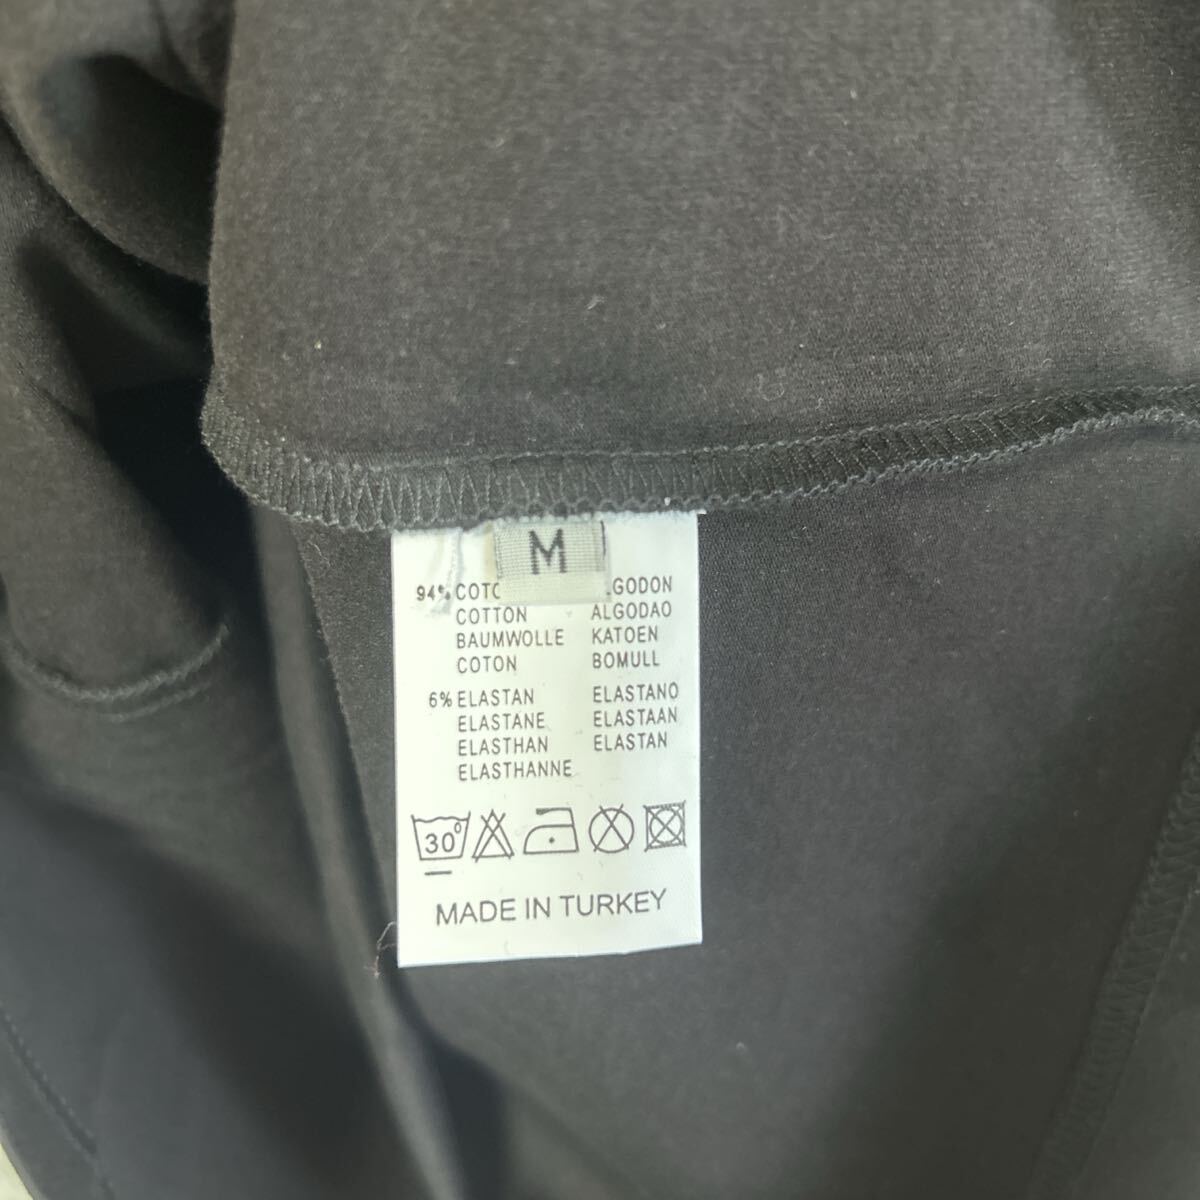 M
94% COTO LGODON
COTTON ALGODAO
BAUMWOLLE KATOEN
COTON BOMULL
6% ELASTAN ELASTANO
ELASTANE ELASTAAN
ELASTHAN ELASTAN
ELASTHANNE
30°
MADE IN TURKEY